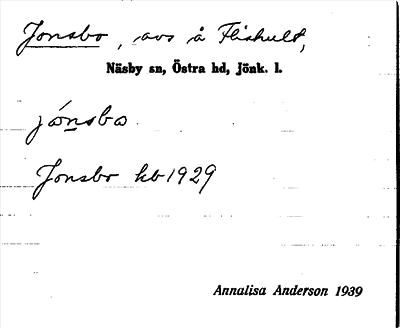 Jonsbo, avs å Flishult,
Näsby sn, Östra hd, Jönk. l.
jónsbo
Jonsbo kb 1929
Annalisa Anderson 1939